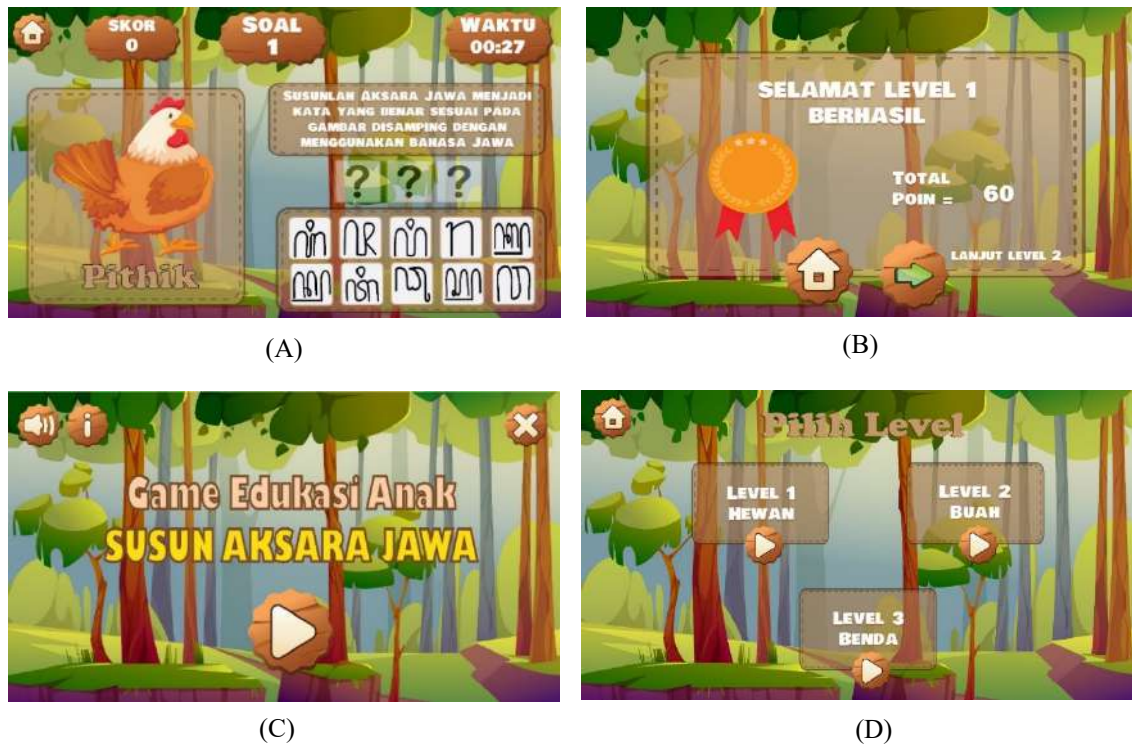 SKOR
0
SOAL
1
WAKTU
00:27
SUSUNLAH AKSARA JAWA MENJADI
KATA YANG BENAR SESUAI PADA
GAMBAR DISAMPING DENGAN
MENGGUNAKAN BAHASA JAWA
? ? ?
Pithik
(A)
SELAMAT LEVEL 1
BERHASIL
TOTAL
POIN = 60
LANJUT LEVEL 2
(B)
Game Edukasi Anak
SUSUN AKSARA JAWA
(C)
Pilih Level
LEVEL 1
HEWAN
LEVEL 2
BUAH
LEVEL 3
BENDA
(D)